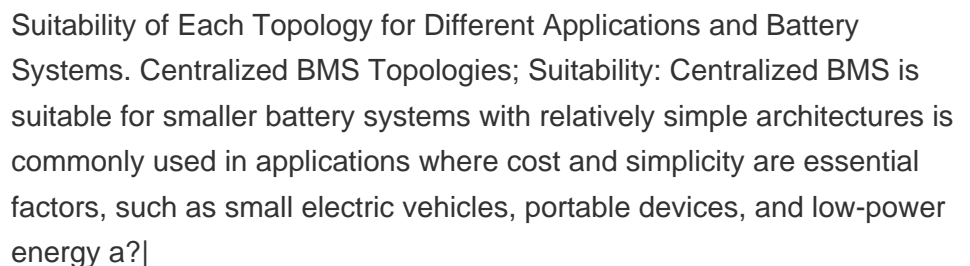 Suitability of Each Topology for Different Applications and Battery
Systems. Centralized BMS Topologies; Suitability: Centralized BMS is
suitable for smaller battery systems with relatively simple architectures is
commonly used in applications where cost and simplicity are essential
factors, such as small electric vehicles, portable devices, and low-power
energy a?|